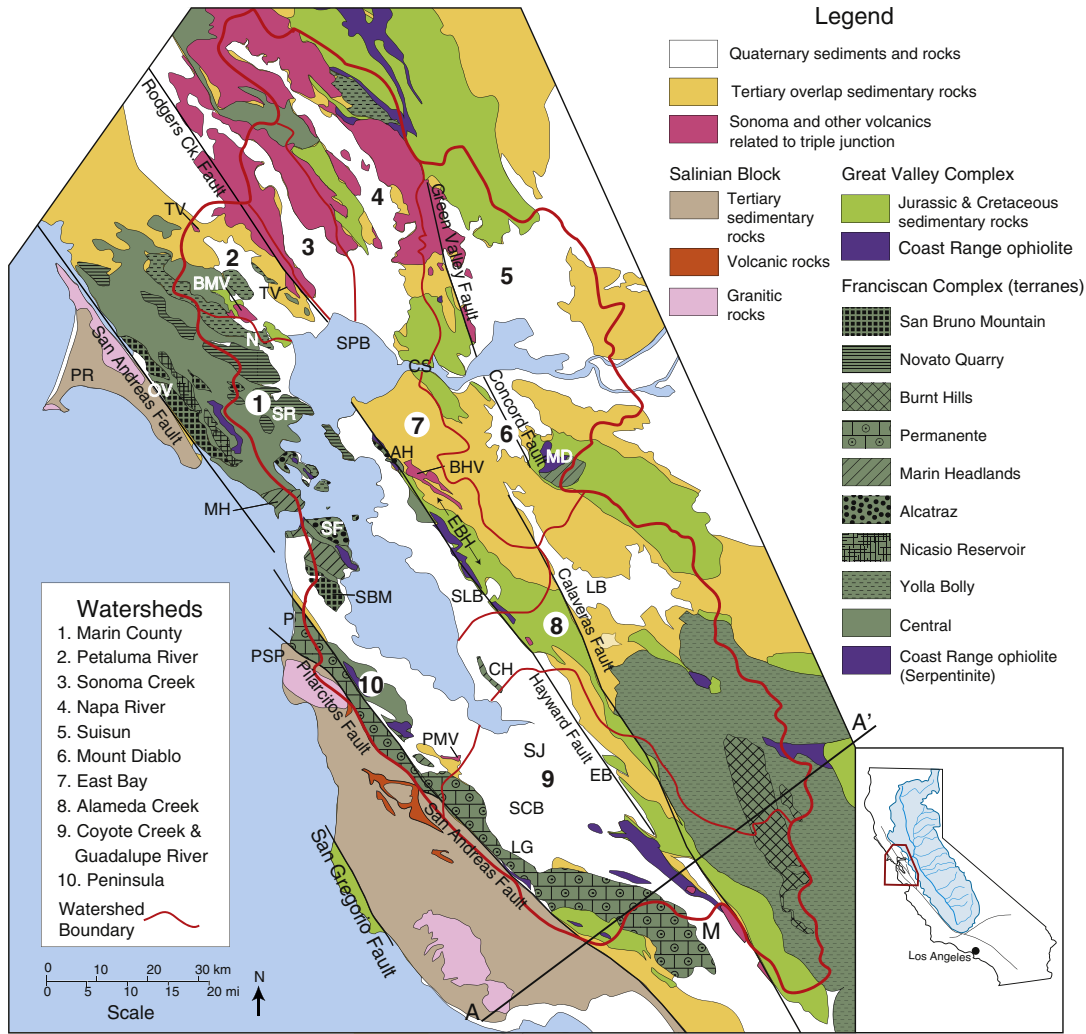 Legend
Quaternary sediments and rocks
Tertiary overlap sedimentary rocks
Sonoma and other volcanics
related to triple junction
Salinian Block
Tertiary
sedimentary
rocks
Volcanic rocks
Granitic
rocks
Great Valley Complex
Jurassic & Cretaceous
sedimentary rocks
Coast Range ophiolite
Franciscan Complex (terranes)
San Bruno Mountain
Novato Quarry
Burnt Hills
Permanente
Marin Headlands
Alcatraz
Nicasio Reservoir
Yolla Bolly
Central
Coast Range ophiolite
(Serpentinite)
Rodgers Ck. Fault
Green Valley Fault
4
TV
3
2
5
BMV
TV
N
SPB
San Andreas Fault
CS
PR
OV
1
SR
Concord Fault
7
6
AH
BHV
MD
MH
SF
EBH
SBM
SLB
LB
Calaveras Fault
8
P
PSP
Pilarcitos Fault
10
CH
Hayward Fault
A'
PMV
SJ
9
EB
SCB
San Andreas Fault
LG
San Gregorio Fault
M
A
Watersheds
1. Marin County
2. Petaluma River
3. Sonoma Creek
4. Napa River
5. Suisun
6. Mount Diablo
7. East Bay
8. Alameda Creek
9. Coyote Creek &
Guadalupe River
10. Peninsula
Watershed
Boundary
0 10 20 30 km
0 5 10 15 20 mi
Scale
N
Los Angeles